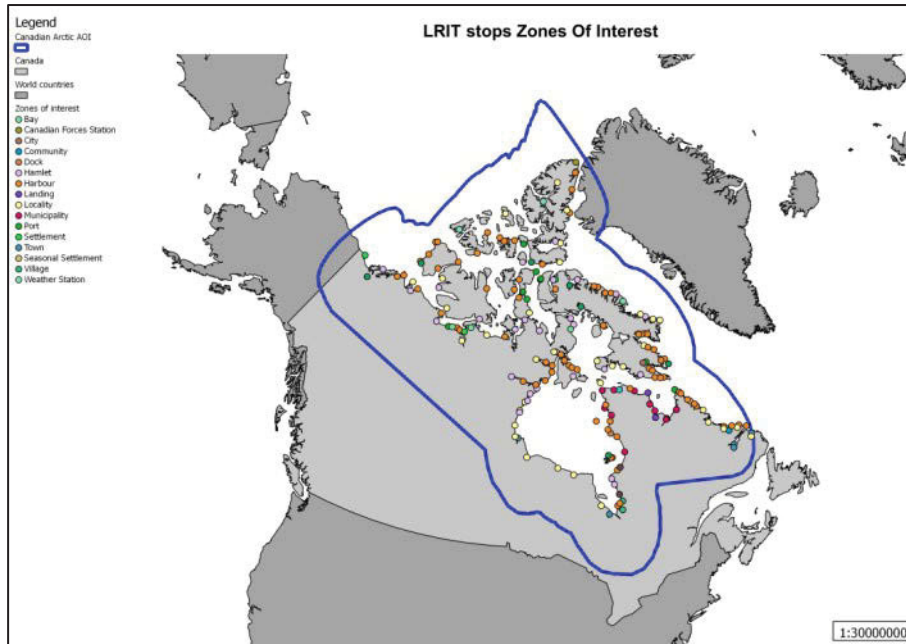 Legend
Canadian Arctic AOI
Canada
World countries
Zones of interest
Bay
Canadian Forces Station
City
Community
Dock
Hamlet
Harbour
Landing
Locality
Municipality
Port
Settlement
Town
Seasonal Settlement
Village
Weather Station
LRIT stops Zones Of Interest
1:30000000